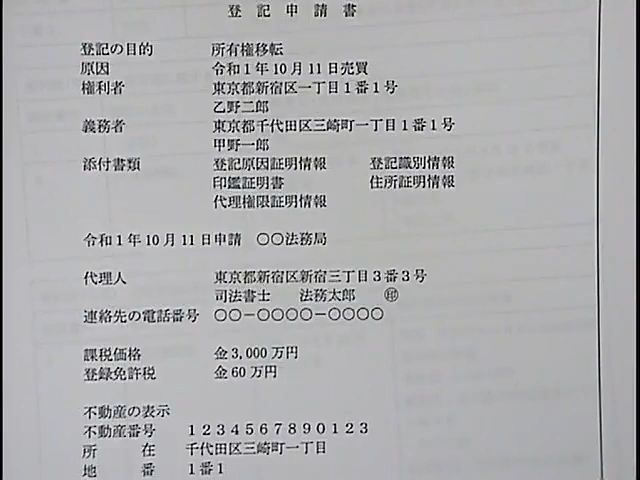 登記申請書
登記の目的 所有権移転
原因 令和1年10月11日売買
権利者 東京都新宿区一丁目1番1号
乙野二郎
義務者 東京都千代田区三崎町一丁目1番1号
甲野一郎
添付書類 登記原因証明情報 登記識別情報
印鑑証明書 住所証明情報
代理権限証明情報
令和1年10月11日申請 〇〇法務局
代理人 東京都新宿区新宿三丁目3番3号
司法書士 法務太郎 ㊞
連絡先の電話番号 〇〇−〇〇〇〇−〇〇〇〇
課税価格 金3,000万円
登録免許税 金60万円
不動産の表示
不動産番号 1234567890123
所在 千代田区三崎町一丁目
地番 1番1